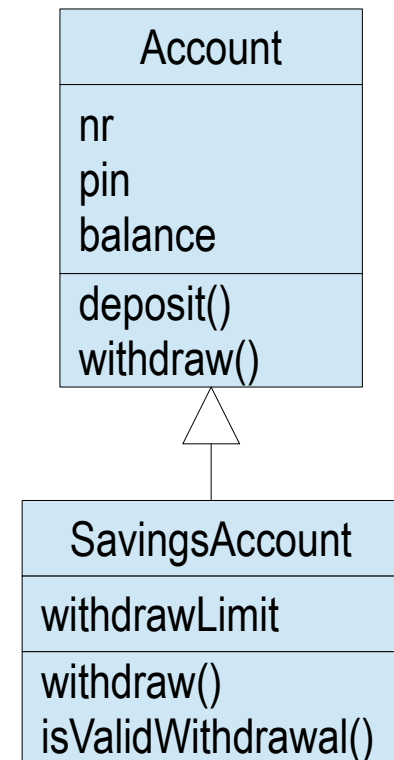 Account
nr
pin
balance
deposit()
withdraw()
SavingsAccount
withdrawLimit
withdraw()
isValidWithdrawal()